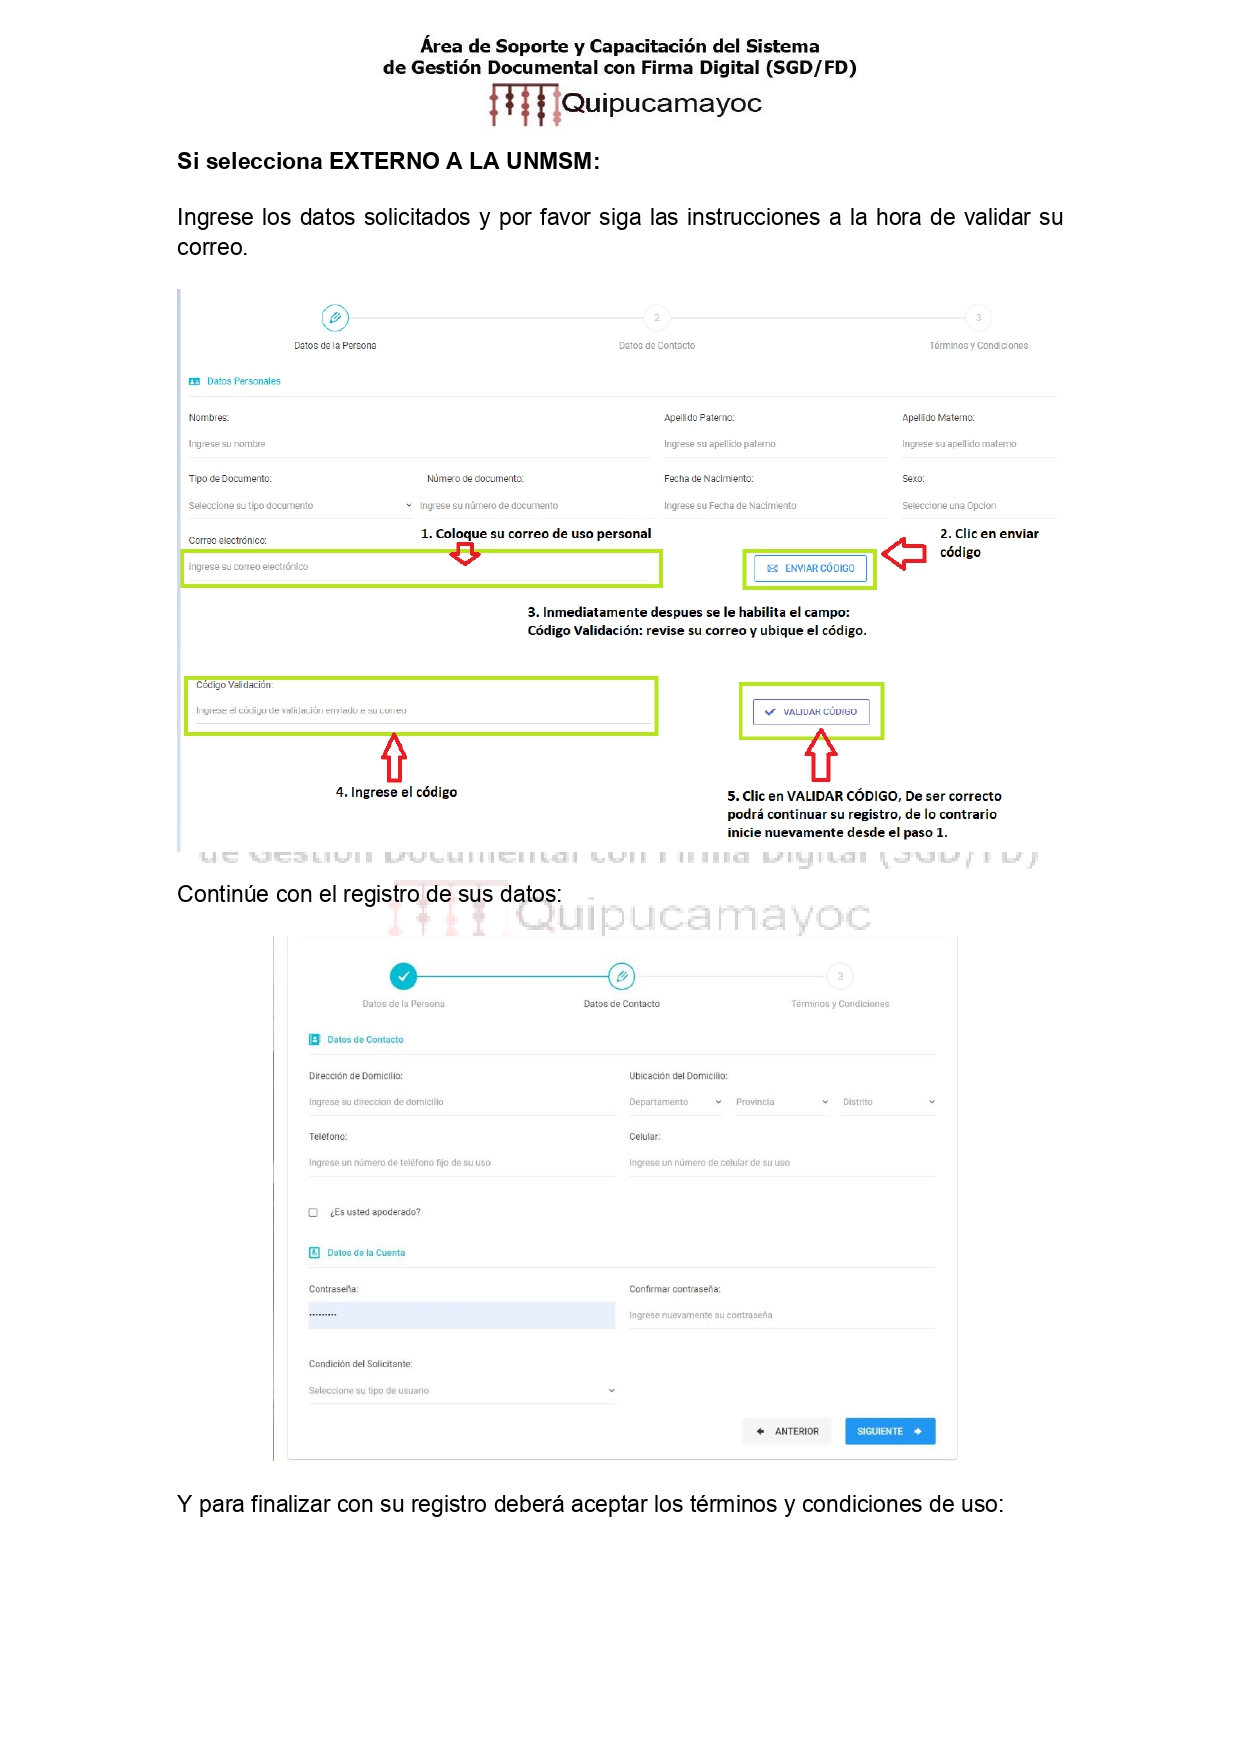 Área de Soporte y Capacitación del Sistema
de Gestión Documental con Firma Digital (SGD/FD)
Quipucamayoc
Si selecciona EXTERNO A LA UNMSM:
Ingrese los datos solicitados y por favor siga las instrucciones a la hora de validar su
correo.
2 3
Datos de la Persona Datos de Contacto Términos y Condiciones
Datos Personales
Nombres: Apellido Paterno: Apellido Materno:
Ingrese su nombre Ingrese su apellido paterno Ingrese su apellido materno
Tipo de Documento: Número de documento: Fecha de Nacimiento: Sexo:
Seleccione su tipo documento Ingrese su número de documento Ingrese su Fecha de Nacimiento Seleccione una Opcion
1. Coloque su correo de uso personal
2. Clic en enviar
código
Correo electrónico:
Ingrese su correo electrónico
ENVIAR CÓDIGO
3. Inmediatamente despues se le habilita el campo:
Código Validación: revise su correo y ubique el código.
Código Validación:
Ingrese el código de validación enviado a su correo
VALIDAR CÓDIGO
4. Ingrese el código
5. Clic en VALIDAR CÓDIGO, De ser correcto
podrá continuar su registro, de lo contrario
inicie nuevamente desde el paso 1.
de Gestión Documental con Firma Digital (SGD/FD)
Continúe con el registro de sus datos:
Quipucamayoc
3
Datos de la Persona Datos de Contacto Términos y Condiciones
Datos de Contacto
Dirección de Domicilio: Ubicación del Domicilio:
Ingrese su direccion de domicilio Departamento Provincia Distrito
Teléfono: Celular:
Ingrese un número de teléfono fijo de su uso Ingrese un número de celular de su uso
¿Es usted apoderado?
Datos de la Cuenta
Contraseña: Confirmar contraseña:
········· Ingrese nuevamente su contraseña
Condición del Solicitante:
Seleccione su tipo de usuario
ANTERIOR SIGUIENTE
Y para finalizar con su registro deberá aceptar los términos y condiciones de uso: